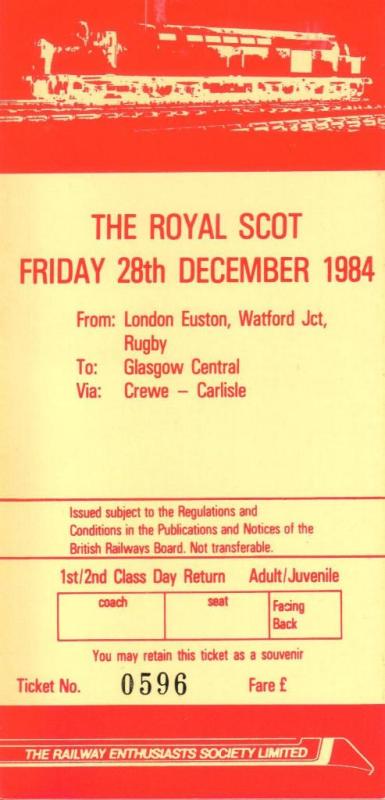 THE ROYAL SCOT
FRIDAY 28th DECEMBER 1984
From: London Euston, Watford Jct,
Rugby
To: Glasgow Central
Via: Crewe – Carlisle
Issued subject to the Regulations and
Conditions in the Publications and Notices of the
British Railways Board. Not transferable.
1st/2nd Class Day Return Adult/Juvenile
coach seat Facing
Back
You may retain this ticket as a souvenir
Ticket No. 0596 Fare £
THE RAILWAY ENTHUSIASTS SOCIETY LIMITED